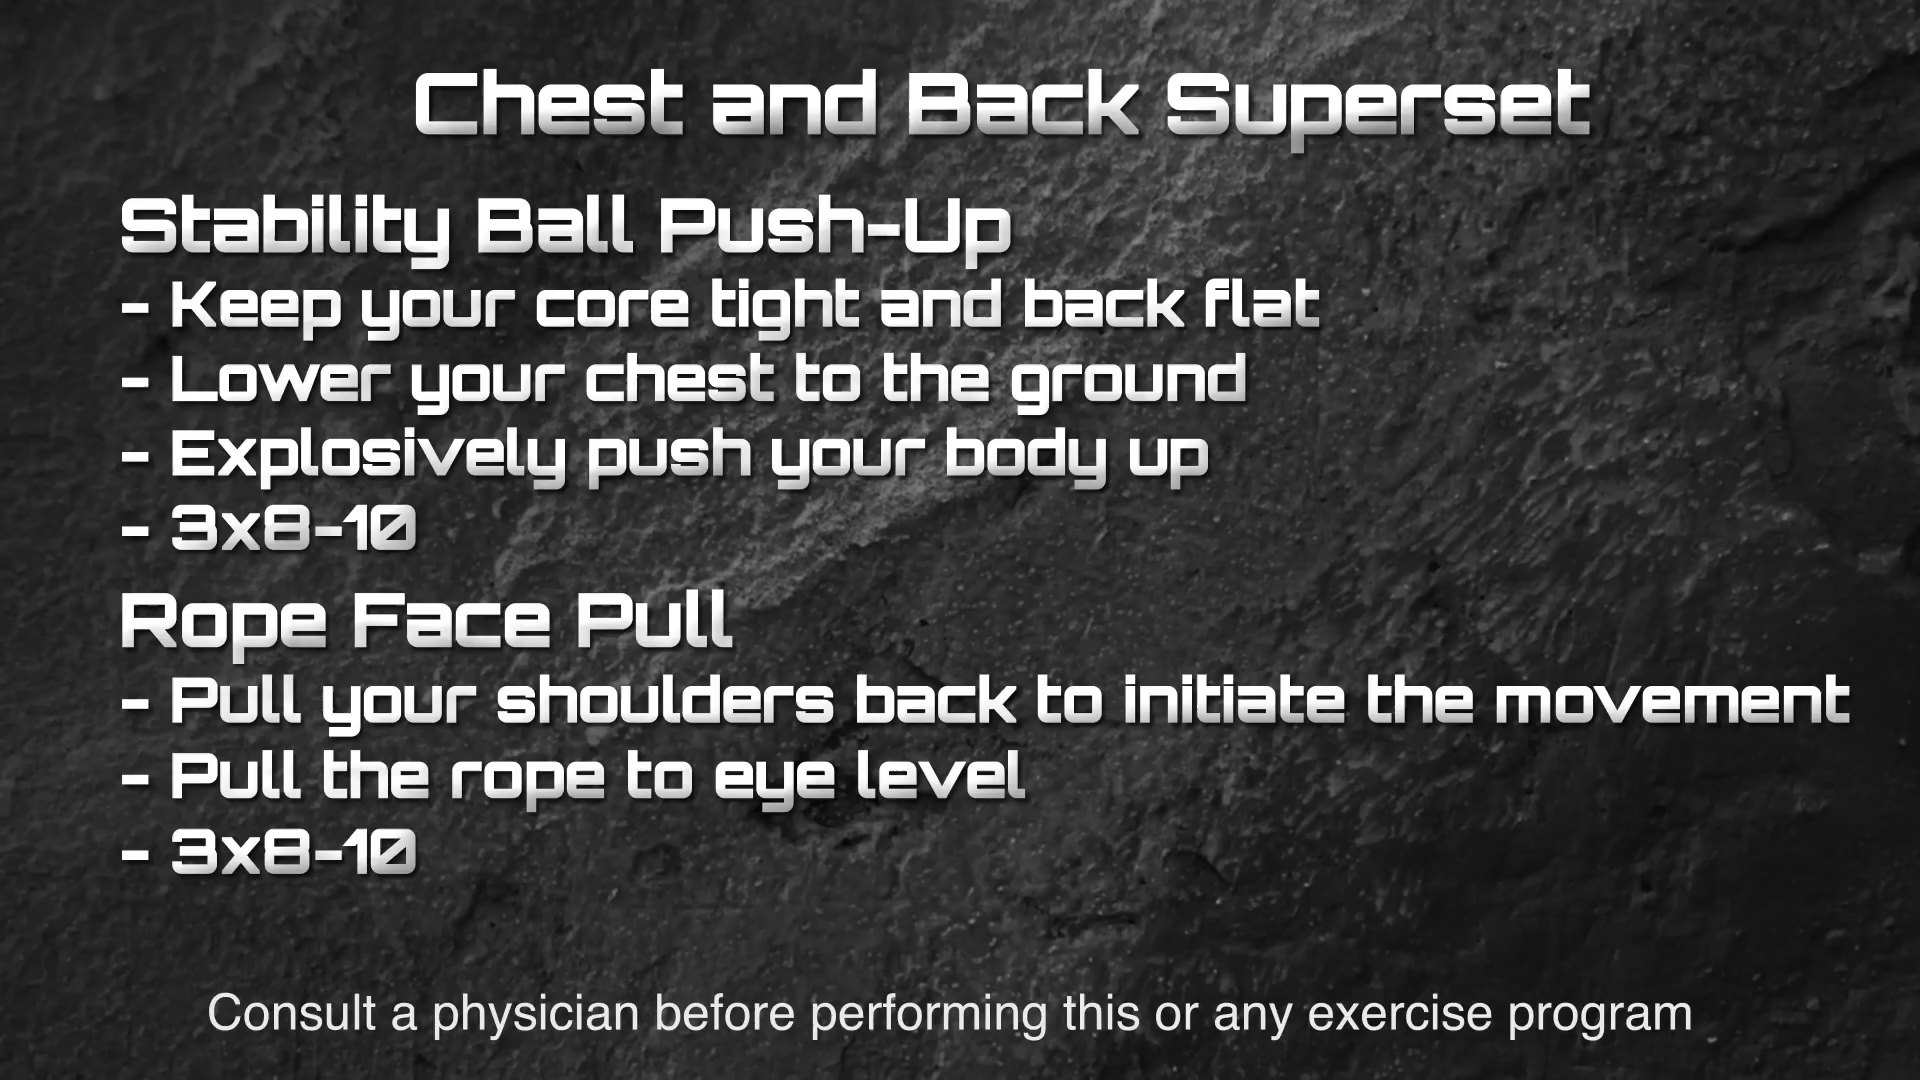 Chest and Back Superset
Stability Ball Push-Up
- Keep your core tight and back flat
- Lower your chest to the ground
- Explosively push your body up
- 3x8-10
Rope Face Pull
- Pull your shoulders back to initiate the movement
- Pull the rope to eye level
- 3x8-10
Consult a physician before performing this or any exercise program